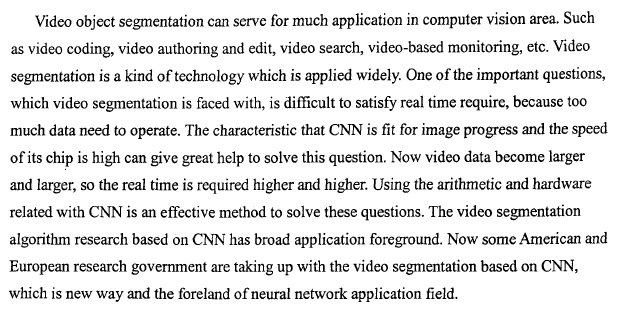 Video object segmentation can serve for much application in computer vision area. Such
as video coding, video authoring and edit, video search, video-based monitoring, etc. Video
segmentation is a kind of technology which is applied widely. One of the important questions,
which video segmentation is faced with, is difficult to satisfy real time require, because too
much data need to operate. The characteristic that CNN is fit for image progress and the speed
of its chip is high can give great help to solve this question. Now video data become larger
and larger, so the real time is required higher and higher. Using the arithmetic and hardware
related with CNN is an effective method to solve these questions. The video segmentation
algorithm research based on CNN has broad application foreground. Now some American and
European research government are taking up with the video segmentation based on CNN,
which is new way and the foreland of neural network application field.